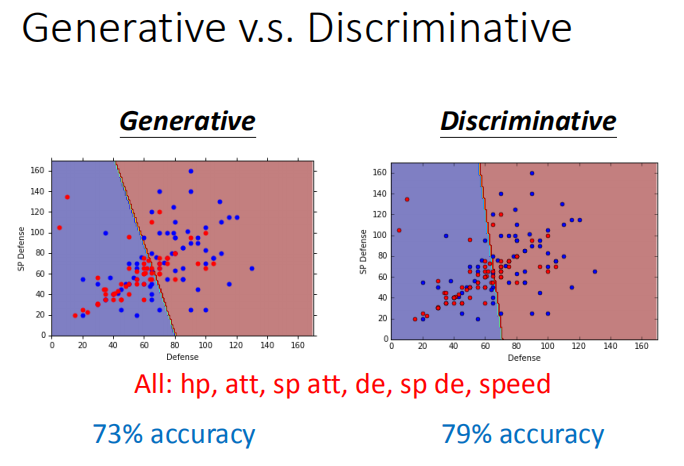 Generative v.s. Discriminative
Generative
Discriminative
160
140
120
100
80
60
40
20
0
SP Defense
0 20 40 60 80 100 120 140 160
Defense
160
140
120
100
80
60
40
20
0
SP Defense
0 20 40 60 80 100 120 140 160
Defense
All: hp, att, sp att, de, sp de, speed
73% accuracy
79% accuracy